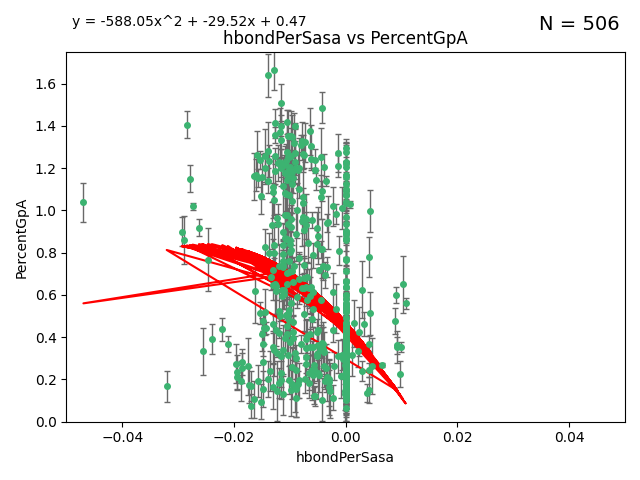 y = -588.05x^2 + -29.52x + 0.47
N = 506
hbondPerSasa vs PercentGpA
PercentGpA
1.6
1.4
1.2
1.0
0.8
0.6
0.4
0.2
0.0
−0.04 −0.02 0.00 0.02 0.04
hbondPerSasa